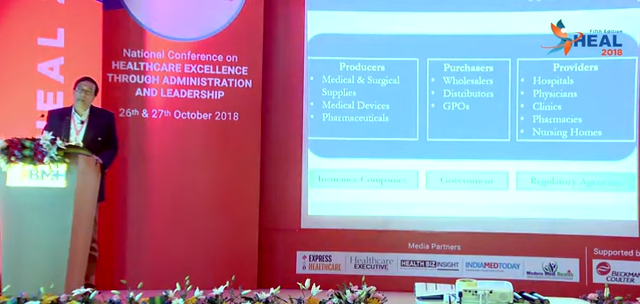 HEAL
National Conference on
HEALTHCARE EXCELLENCE
THROUGH ADMINISTRATION
AND LEADERSHIP
26th & 27th October 2018
BM
Fifth Edition
HEAL
2018
Producers
• Medical & Surgical
Supplies
• Medical Devices
• Pharmaceuticals
Purchasers
• Wholesalers
• Distributors
• GPOs
Providers
• Hospitals
• Physicians
• Clinics
• Pharmacies
• Nursing Homes
Insurance Companies
Government
Regulatory
Media Partners
EXPRESS
HEALTHCARE
Healthcare
EXECUTIVE
HEALTH BIZ INSIGHT
INDIAMEDTODAY
Supported b
BECKMAN
COULTER